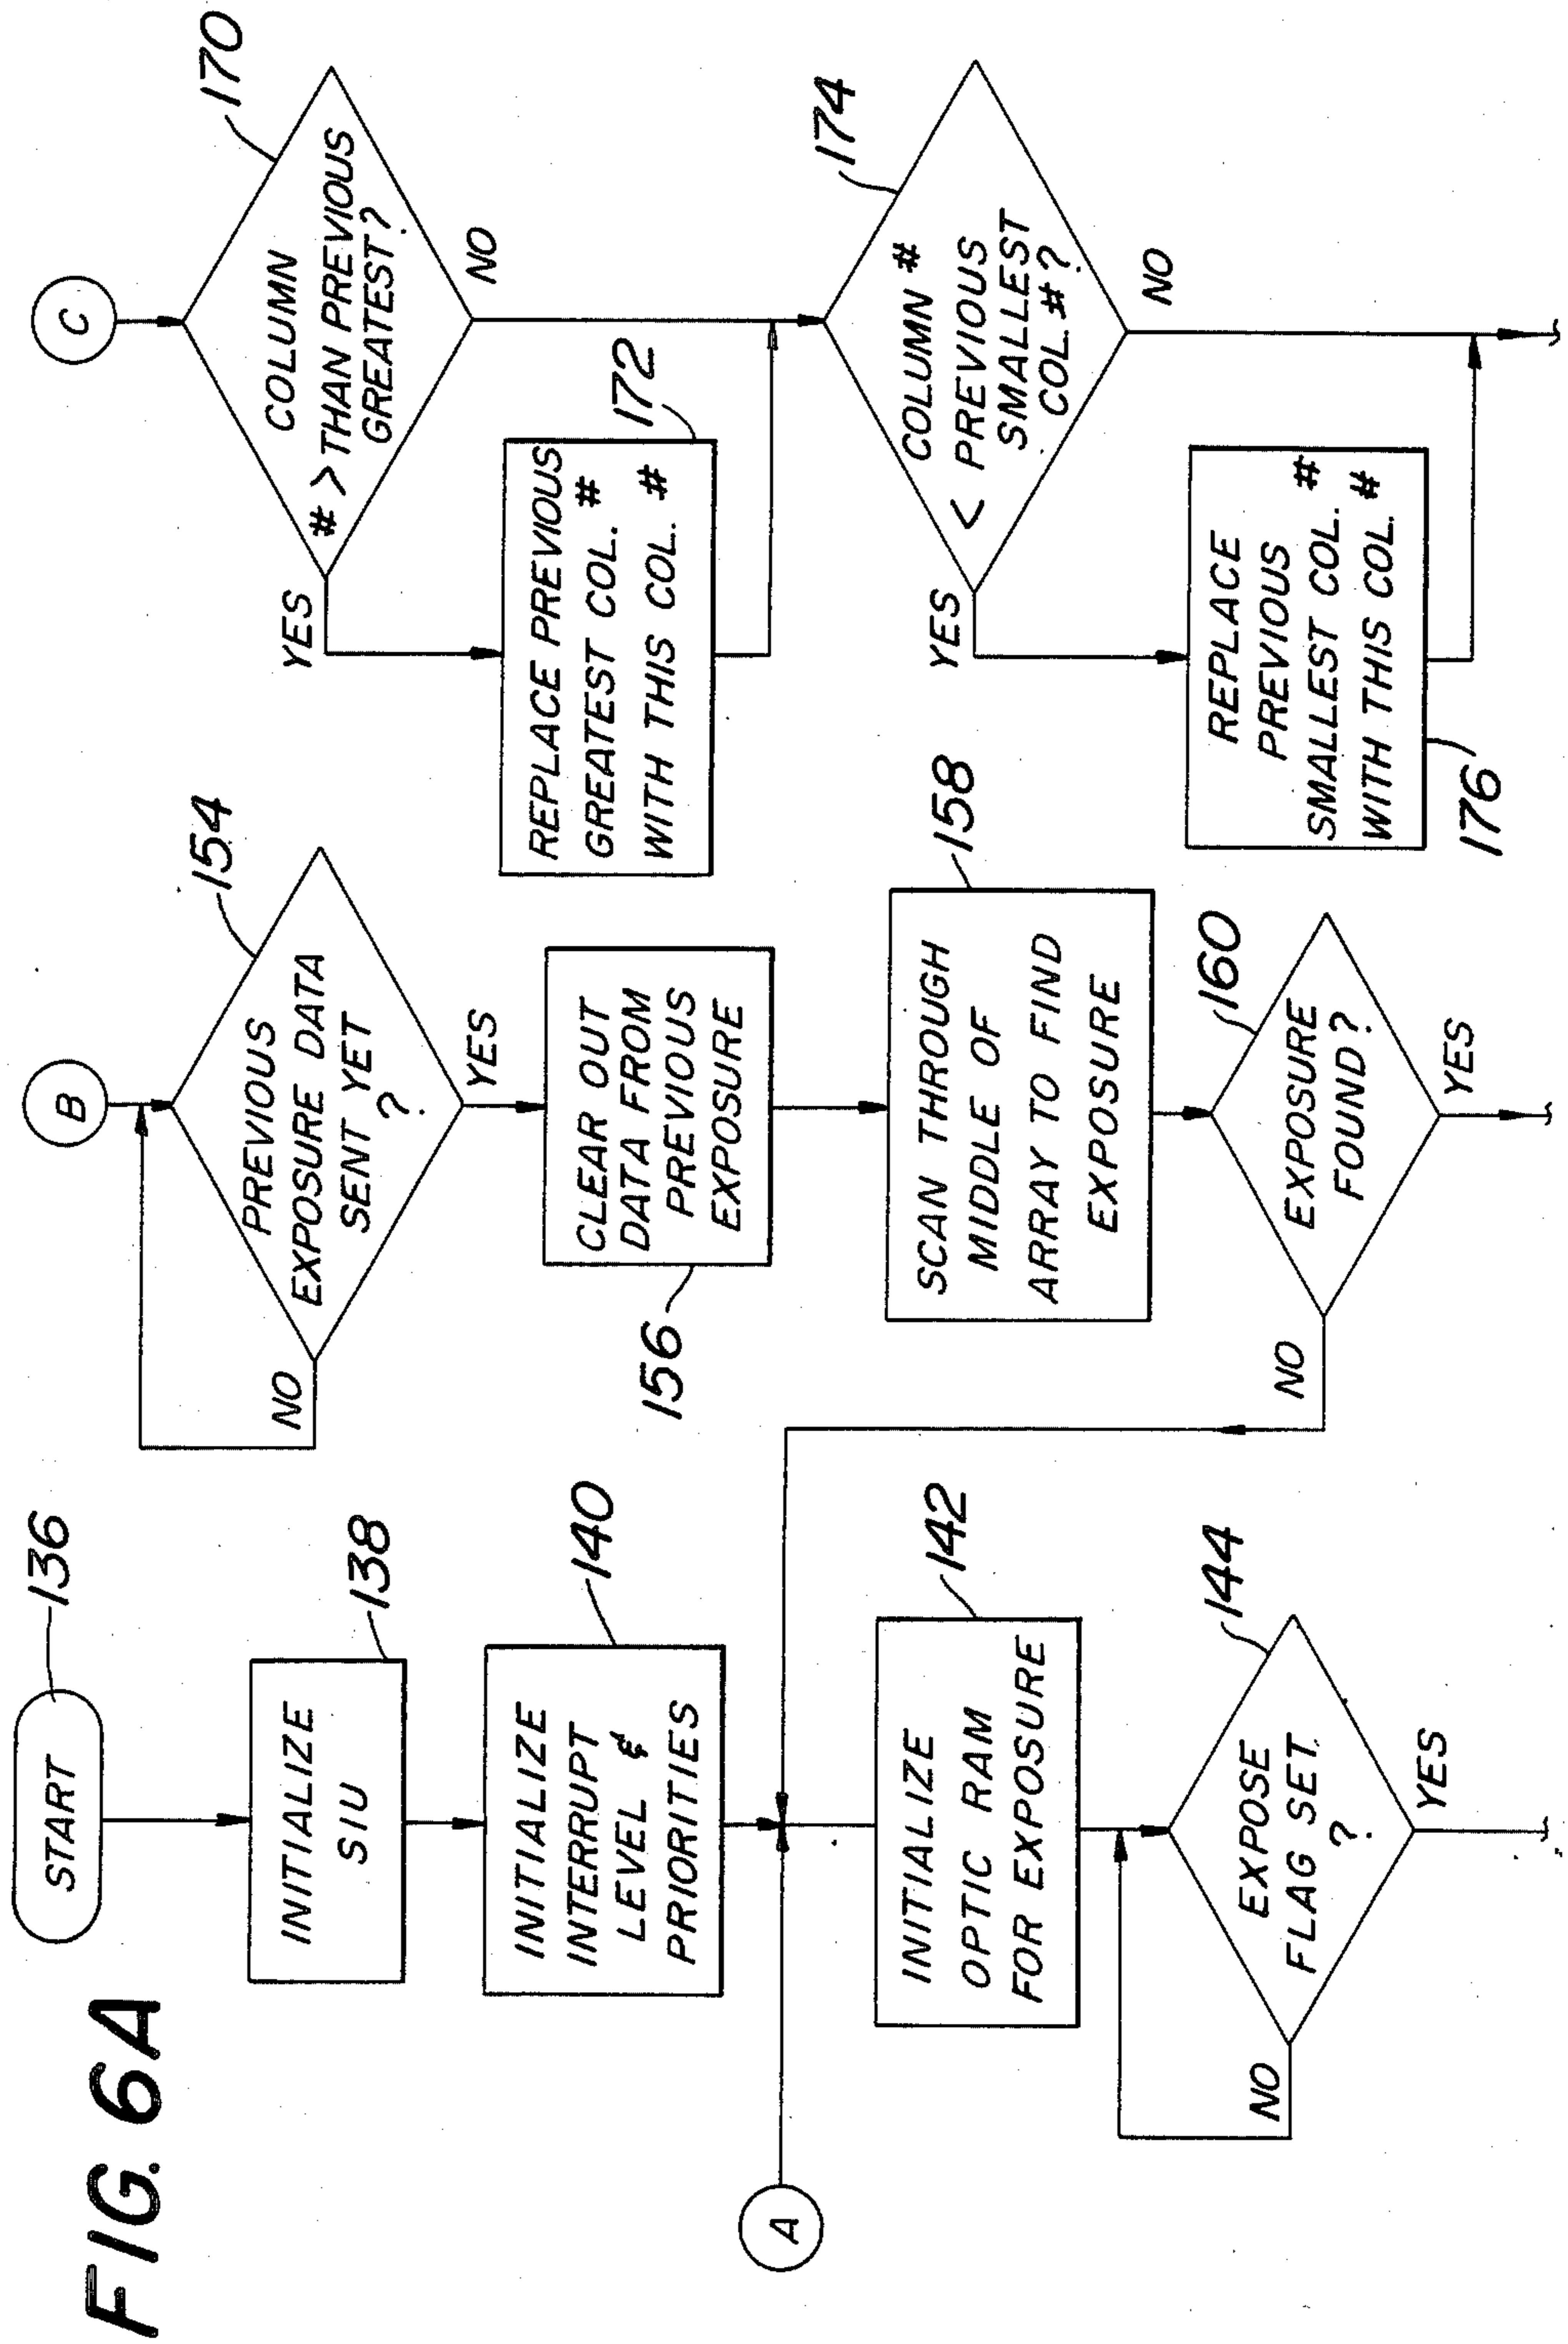 FIG. 6A
START
136
INITIALIZE
SIU
138
INITIALIZE
INTERRUPT
LEVEL &
PRIORITIES
140
A
INITIALIZE
OPTIC RAM
FOR EXPOSURE
142
EXPOSE
FLAG SET
?
144
NO
YES
B
PREVIOUS
EXPOSURE DATA
SENT YET
?
154
NO
YES
CLEAR OUT
DATA FROM
PREVIOUS
EXPOSURE
156
SCAN THROUGH
MIDDLE OF
ARRAY TO FIND
EXPOSURE
158
EXPOSURE
FOUND?
160
NO
YES
C
COLUMN
# > THAN PREVIOUS
GREATEST?
170
YES
NO
REPLACE PREVIOUS
GREATEST COL. #
WITH THIS COL. #
172
COLUMN #
< PREVIOUS
SMALLEST
COL. #?
174
YES
NO
REPLACE
PREVIOUS
SMALLEST COL. #
WITH THIS COL. #
176